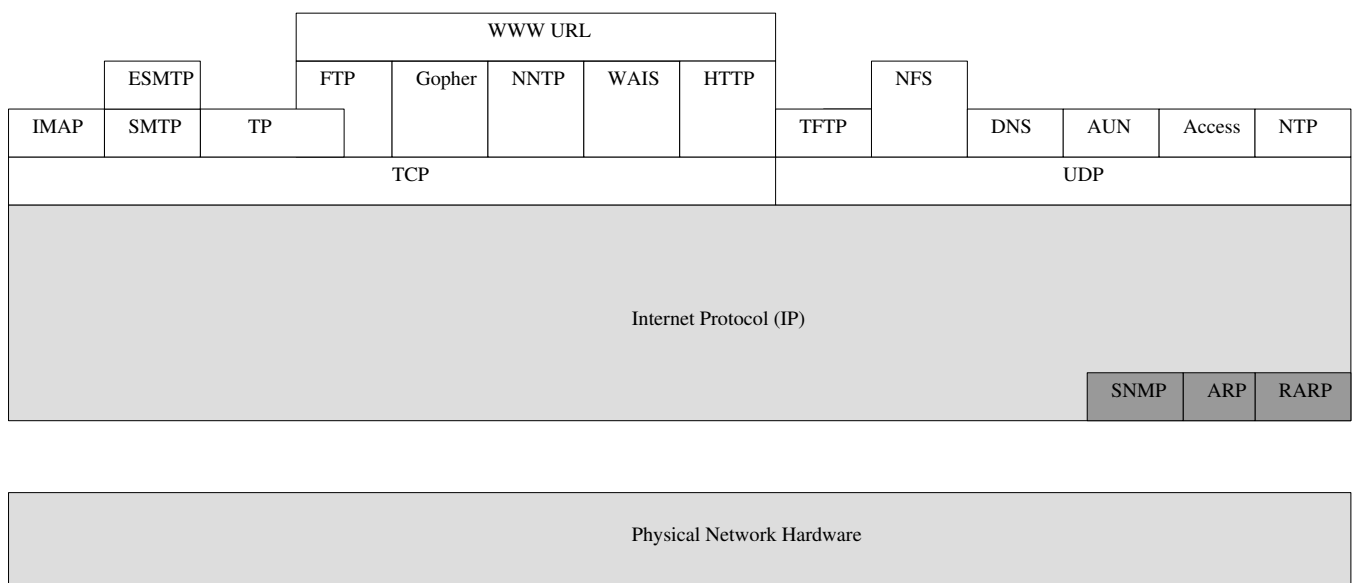 WWW URL
ESMTP FTP Gopher NNTP WAIS HTTP NFS
IMAP SMTP TP TFTP DNS AUN Access NTP
TCP UDP
Internet Protocol (IP)
SNMP ARP RARP
Physical Network Hardware